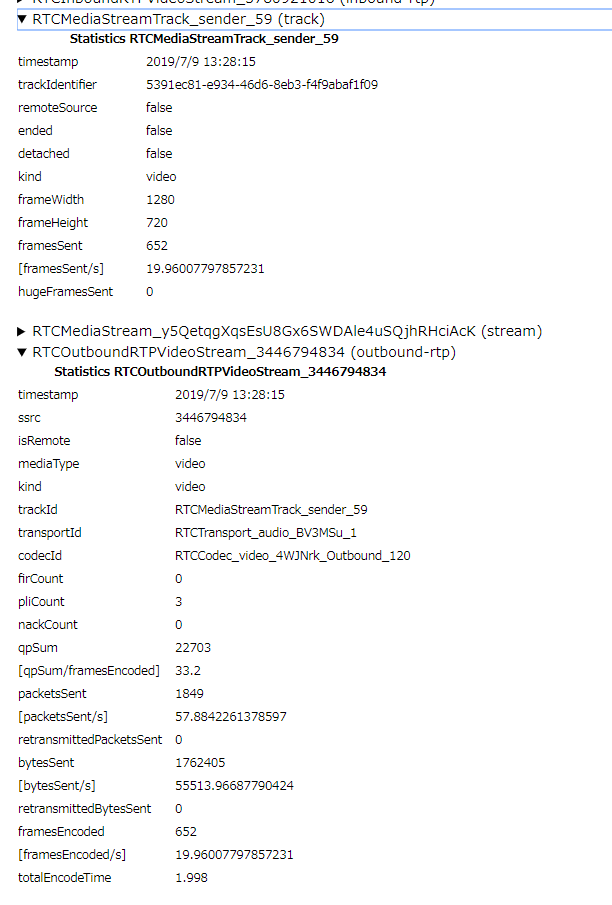 ▼ RTCMediaStreamTrack_sender_59 (track)
Statistics RTCMediaStreamTrack_sender_59
timestamp 2019/7/9 13:28:15
trackIdentifier 5391ec81-e934-46d6-8eb3-f4f9abaf1f09
remoteSource false
ended false
detached false
kind video
frameWidth 1280
frameHeight 720
framesSent 652
[framesSent/s] 19.96007797857231
hugeFramesSent 0
▶ RTCMediaStream_y5QetqgXqsEsU8Gx6SWDAle4uSQjhRHciAcK (stream)
▼ RTCOutboundRTPVideoStream_3446794834 (outbound-rtp)
Statistics RTCOutboundRTPVideoStream_3446794834
timestamp 2019/7/9 13:28:15
ssrc 3446794834
isRemote false
mediaType video
kind video
trackId RTCMediaStreamTrack_sender_59
transportId RTCTransport_audio_BV3MSu_1
codecId RTCCodec_video_4WJNrk_Outbound_120
firCount 0
pliCount 3
nackCount 0
qpSum 22703
[qpSum/framesEncoded] 33.2
packetsSent 1849
[packetsSent/s] 57.8842261378597
retransmittedPacketsSent 0
bytesSent 1762405
[bytesSent/s] 55513.96687790424
retransmittedBytesSent 0
framesEncoded 652
[framesEncoded/s] 19.96007797857231
totalEncodeTime 1.998